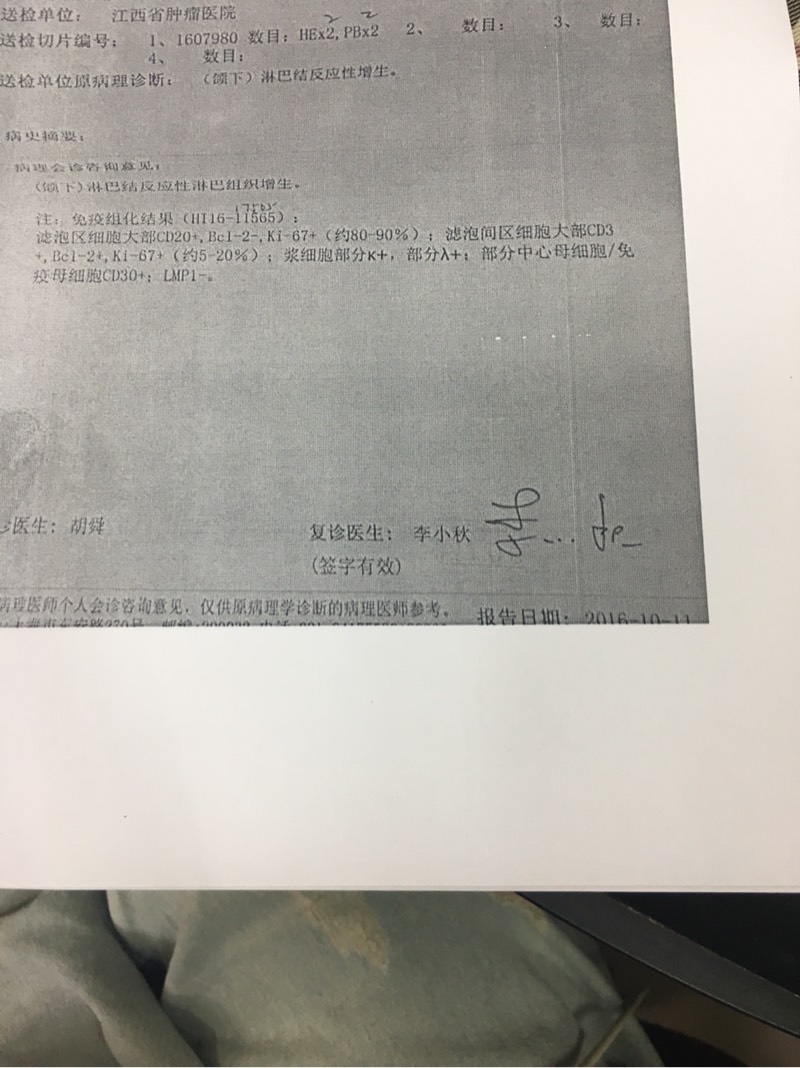 送检单位： 江西省肿瘤医院
送检切片编号： 1、1607980 数目：HEx2,PBx2 2、 数目： 3、 数目：
4、 数目：
送检单位原病理诊断： （颌下）淋巴结反应性增生。
病史摘要：
病理会诊咨询意见：
（颌下）淋巴结反应性淋巴组织增生。
注：免疫组化结果（HI16-11565）：
滤泡区细胞大部CD20+,Bcl-2-,Ki-67+（约80-90%）；滤泡间区细胞大部CD3
+,Bcl-2+,Ki-67+（约5-20%）；浆细胞部分κ+，部分λ+；部分中心母细胞/免
疫母细胞CD30+；LMP1-。
医生： 胡舜
复诊医生： 李小秋
(签字有效)
病理医师个人会诊咨询意见，仅供原病理学诊断的病理医师参考。 报告日期： 2016-10-11